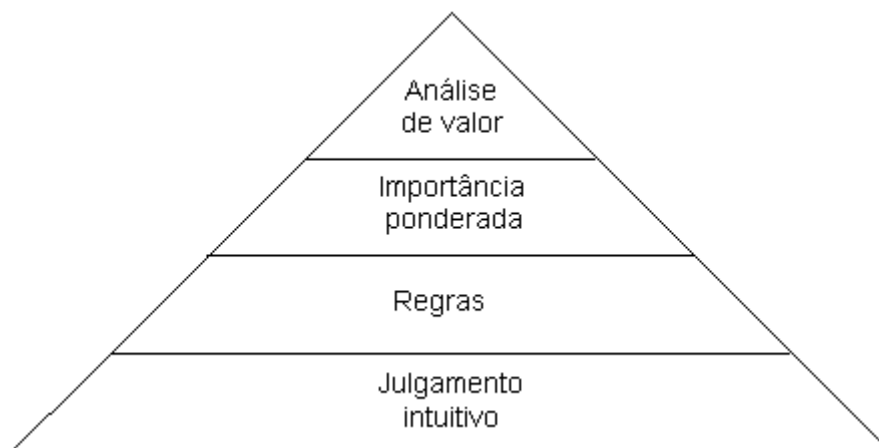 Análise
de valor
Importância
ponderada
Regras
Julgamento
intuitivo